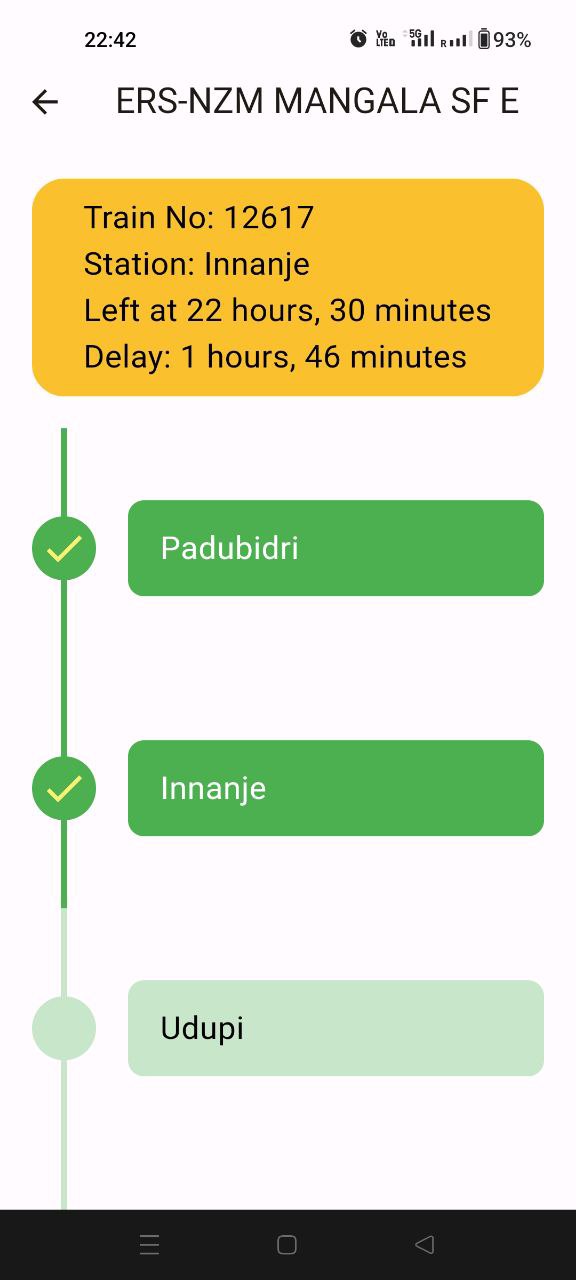 22:42
Vo
LTE
5G
R
93%
ERS-NZM MANGALA SF E
Train No: 12617
Station: Innanje
Left at 22 hours, 30 minutes
Delay: 1 hours, 46 minutes
Padubidri
Innanje
Udupi